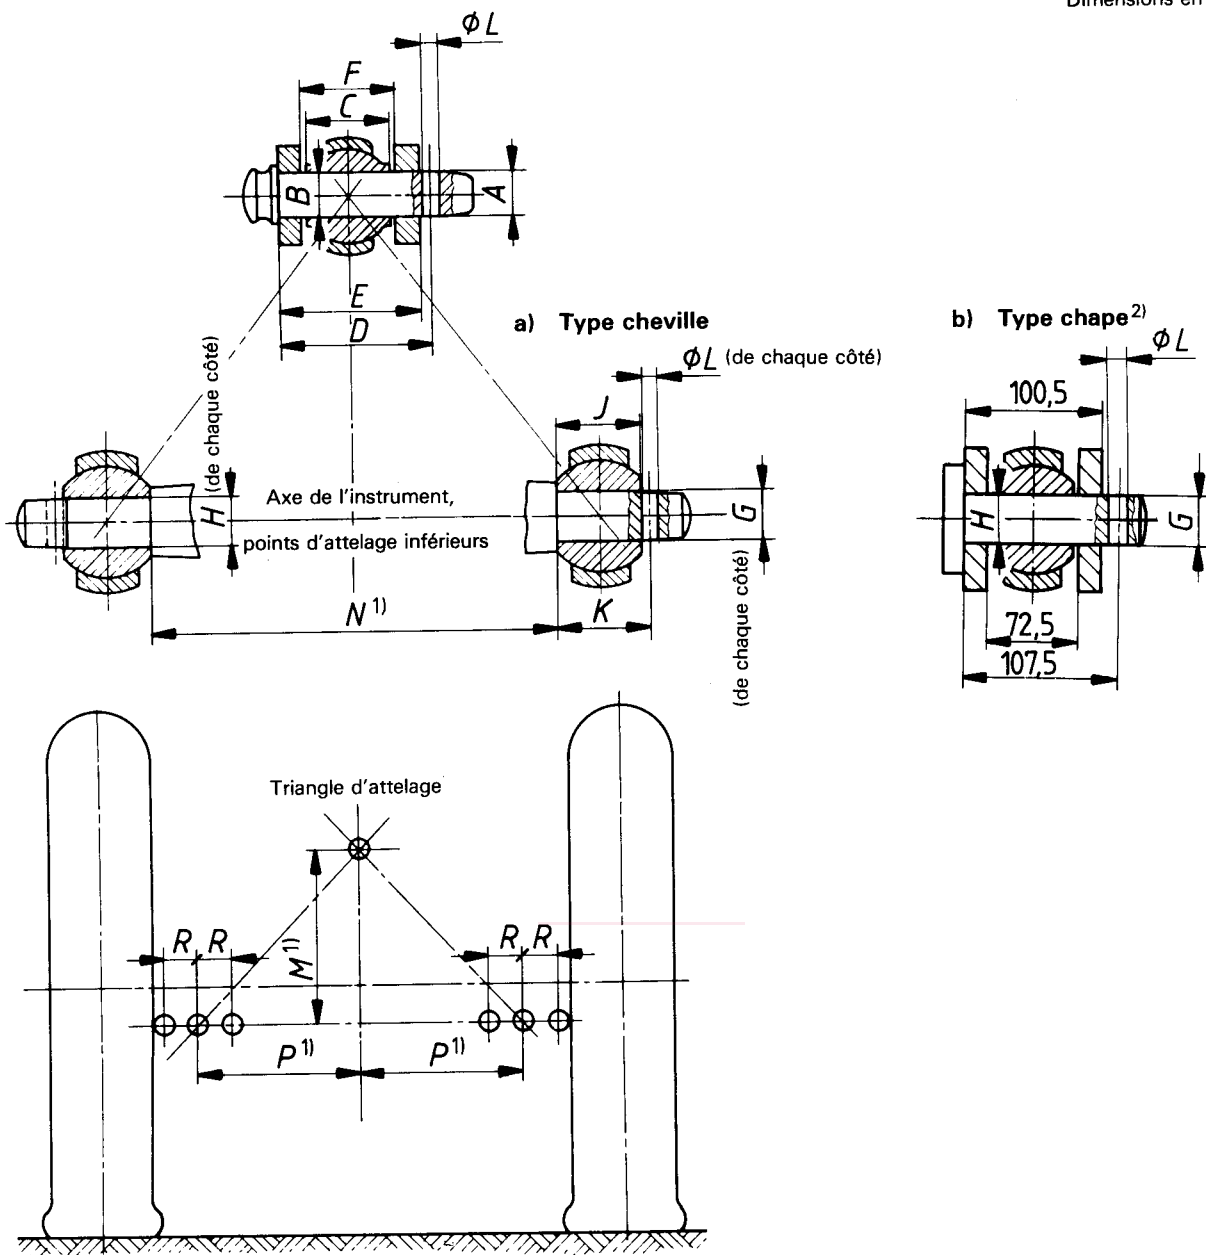 Dimensions en
ϕL
F
C
B
A
E
D
a) Type cheville
b) Type chape2)
ϕL (de chaque côté)
ϕL
(de chaque côté)
J
100,5
H
Axe de l'instrument,
points d'attelage inférieurs
G
H
G
N1)
K
(de chaque côté)
72,5
107,5
Triangle d'attelage
R R
M1)
R R
P1)
P1)